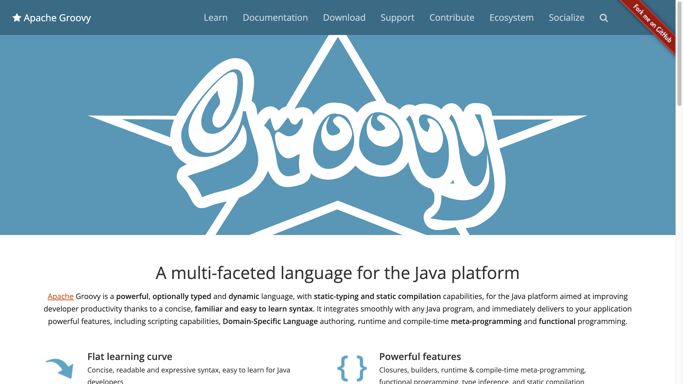 Apache Groovy
Learn Documentation Download Support Contribute Ecosystem Socialize
Fork me on GitHub
Groovy
A multi-faceted language for the Java platform
Apache Groovy is a powerful, optionally typed and dynamic language, with static-typing and static compilation capabilities, for the Java platform aimed at improving
developer productivity thanks to a concise, familiar and easy to learn syntax. It integrates smoothly with any Java program, and immediately delivers to your application
powerful features, including scripting capabilities, Domain-Specific Language authoring, runtime and compile-time meta-programming and functional programming.
Flat learning curve
Concise, readable and expressive syntax, easy to learn for Java
developers
Powerful features
Closures, builders, runtime & compile-time meta-programming,
functional programming, type inference, and static compilation